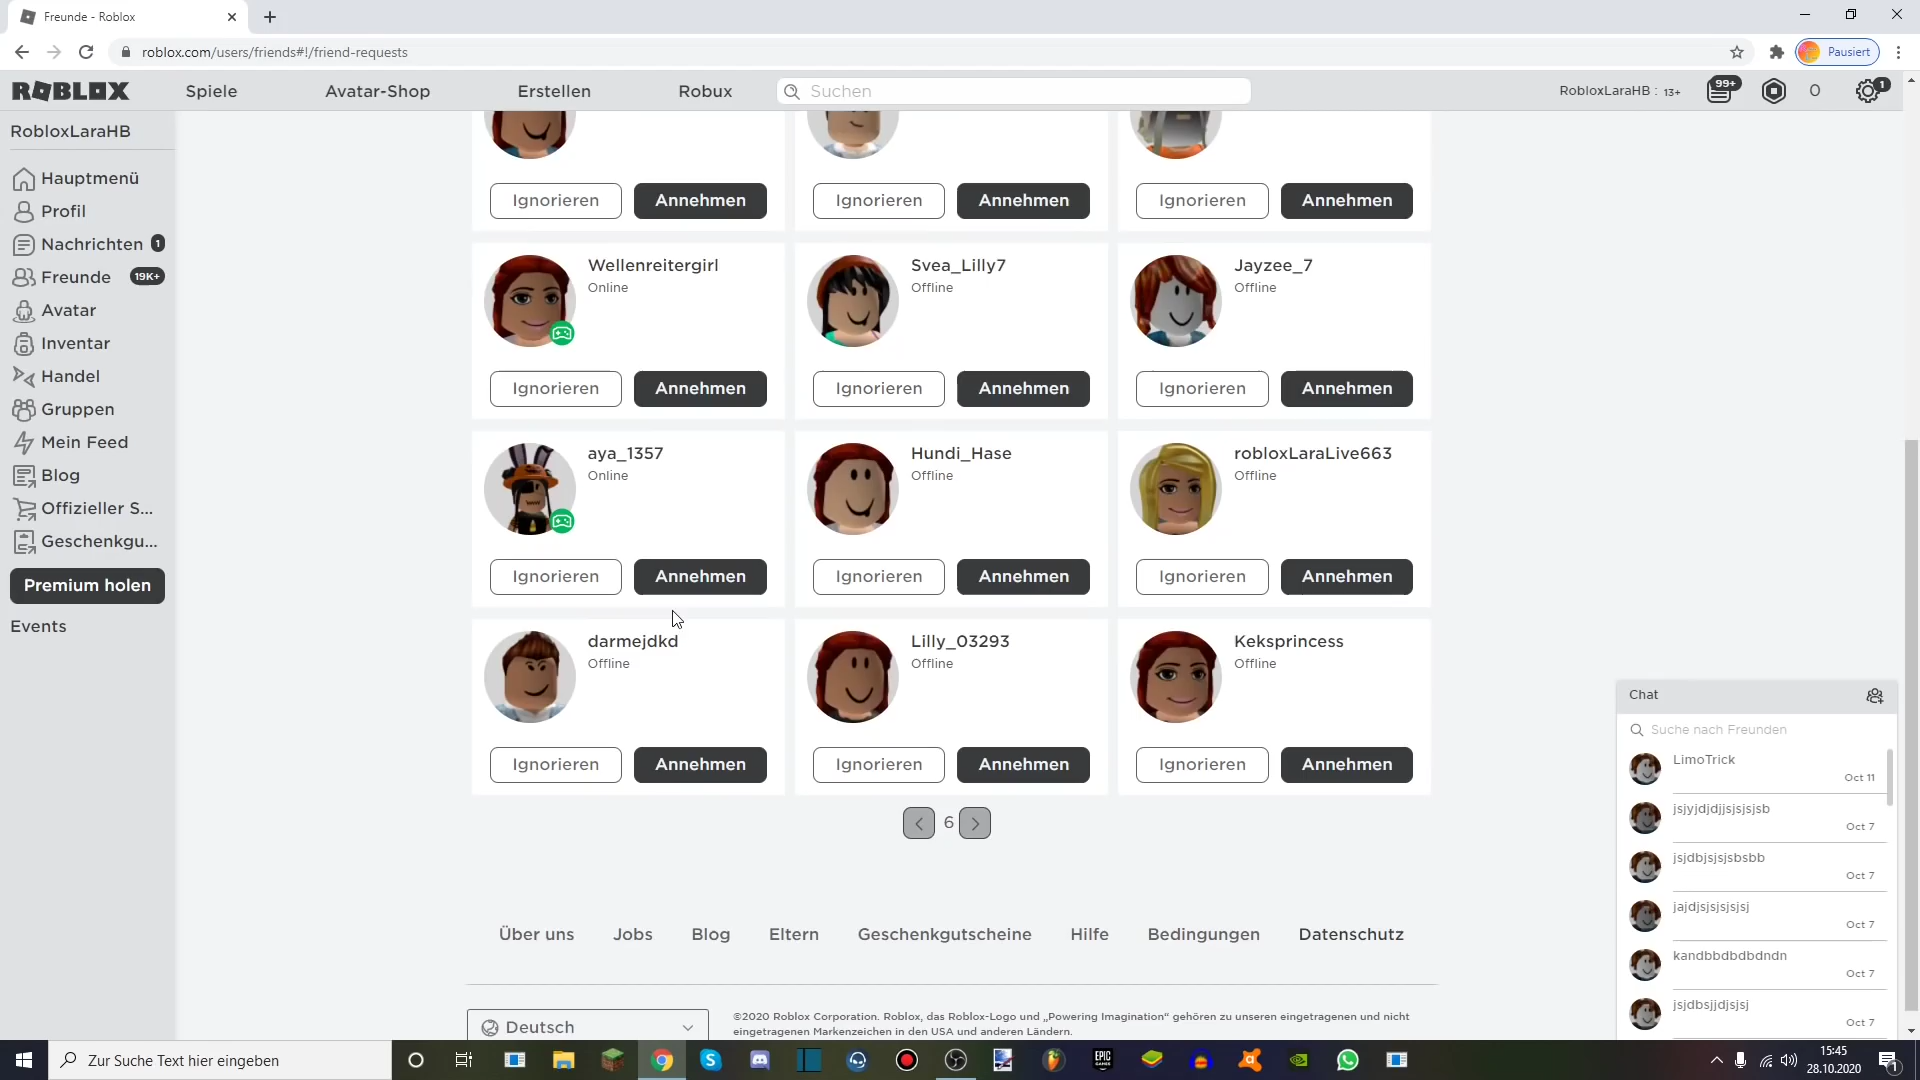 Freunde - Roblox
roblox.com/users/friends#!/friend-requests
Pausiert
ROBLOX
Spiele
Avatar-Shop
Erstellen
Robux
Suchen
RobloxLaraHB : 13+
99+
0
1
RobloxLaraHB
Hauptmenü
Profil
Nachrichten 1
Freunde 19K+
Avatar
Inventar
Handel
Gruppen
Mein Feed
Blog
Offizieller S...
Geschenkgu...
Premium holen
Events
Ignorieren Annehmen
Ignorieren Annehmen
Ignorieren Annehmen
Wellenreitergirl
Online
Ignorieren Annehmen
Svea_Lilly7
Offline
Ignorieren Annehmen
Jayzee_7
Offline
Ignorieren Annehmen
aya_1357
Online
Ignorieren Annehmen
Hundi_Hase
Offline
Ignorieren Annehmen
robloxLaraLive663
Offline
Ignorieren Annehmen
darmejdkd
Offline
Ignorieren Annehmen
Lilly_03293
Offline
Ignorieren Annehmen
Keksprincess
Offline
Ignorieren Annehmen
6
Über uns Jobs Blog Eltern Geschenkgutscheine Hilfe Bedingungen Datenschutz
Deutsch
©2020 Roblox Corporation. Roblox, das Roblox-Logo und „Powering Imagination“ gehören zu unseren eingetragenen und nicht
eingetragenen Markenzeichen in den USA und anderen Ländern.
Chat
Suche nach Freunden
LimoTrick
Oct 11
jsjyjdjdjjsjsjsjsb
Oct 7
jsjdbjsjsjsbsbb
Oct 7
jajdjsjsjsjsjsj
Oct 7
kandbbdbdbdndn
Oct 7
jsjdbsjjdjsjsj
Oct 7
Zur Suche Text hier eingeben
EPIC
GAMES
15:45
28.10.2020
1